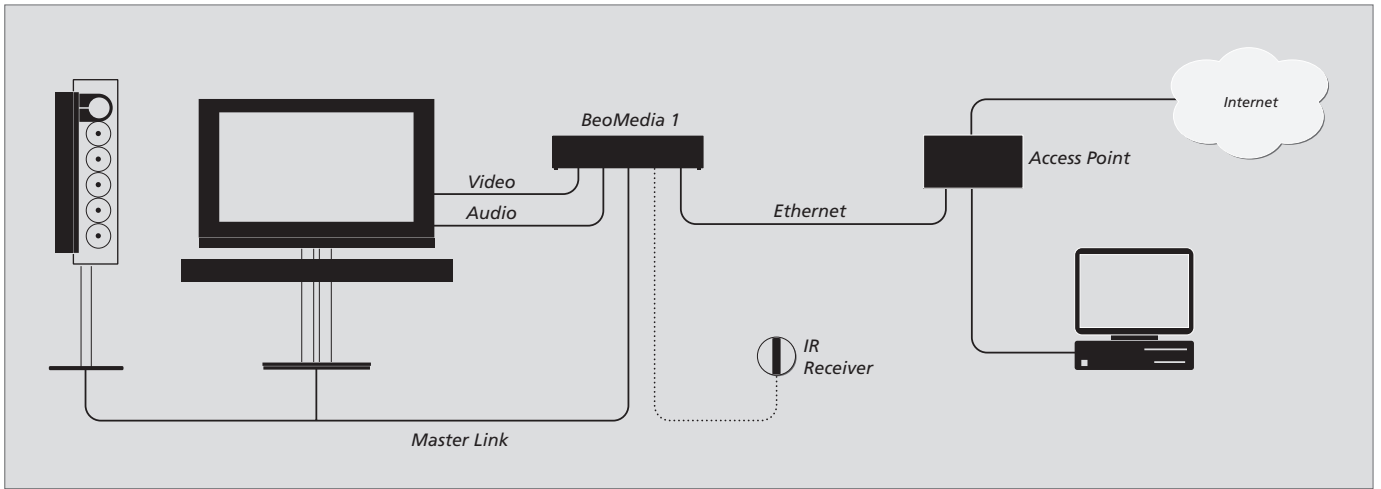 Internet
BeoMedia 1
Access Point
Video
Audio
Ethernet
IR
Receiver
Master Link